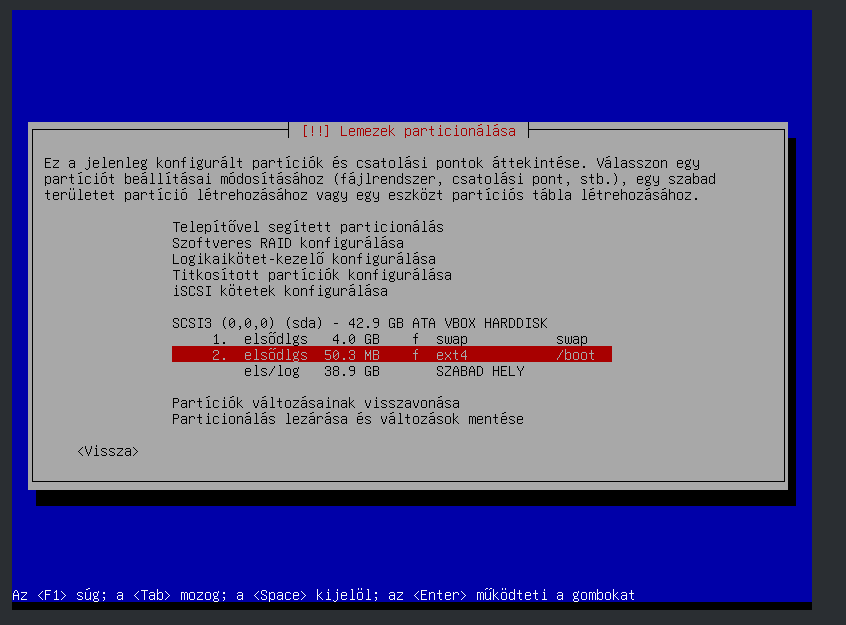 [!!] Lemezek particionálása
Ez a jelenleg konfigurált partíciók és csatolási pontok áttekintése. Válasszon egy
partíciót beállításai módosításához (fájlrendszer, csatolási pont, stb.), egy szabad
területet partíció létrehozásához vagy egy eszközt partíciós tábla létrehozásához.
Telepítővel segített particionálás
Szoftveres RAID konfigurálása
Logikaikötet-kezelő konfigurálása
Titkosított partíciók konfigurálása
iSCSI kötetek konfigurálása
SCSI3 (0,0,0) (sda) - 42.9 GB ATA VBOX HARDDISK
1. elsődlgs 4.0 GB f swap swap
2. elsődlgs 50.3 MB f ext4 /boot
els/log 38.9 GB SZABAD HELY
Partíciók változásainak visszavonása
Particionálás lezárása és változások mentése
<Vissza>
Az <F1> súg; a <Tab> mozog; a <Space> kijelöl; az <Enter> működteti a gombokat